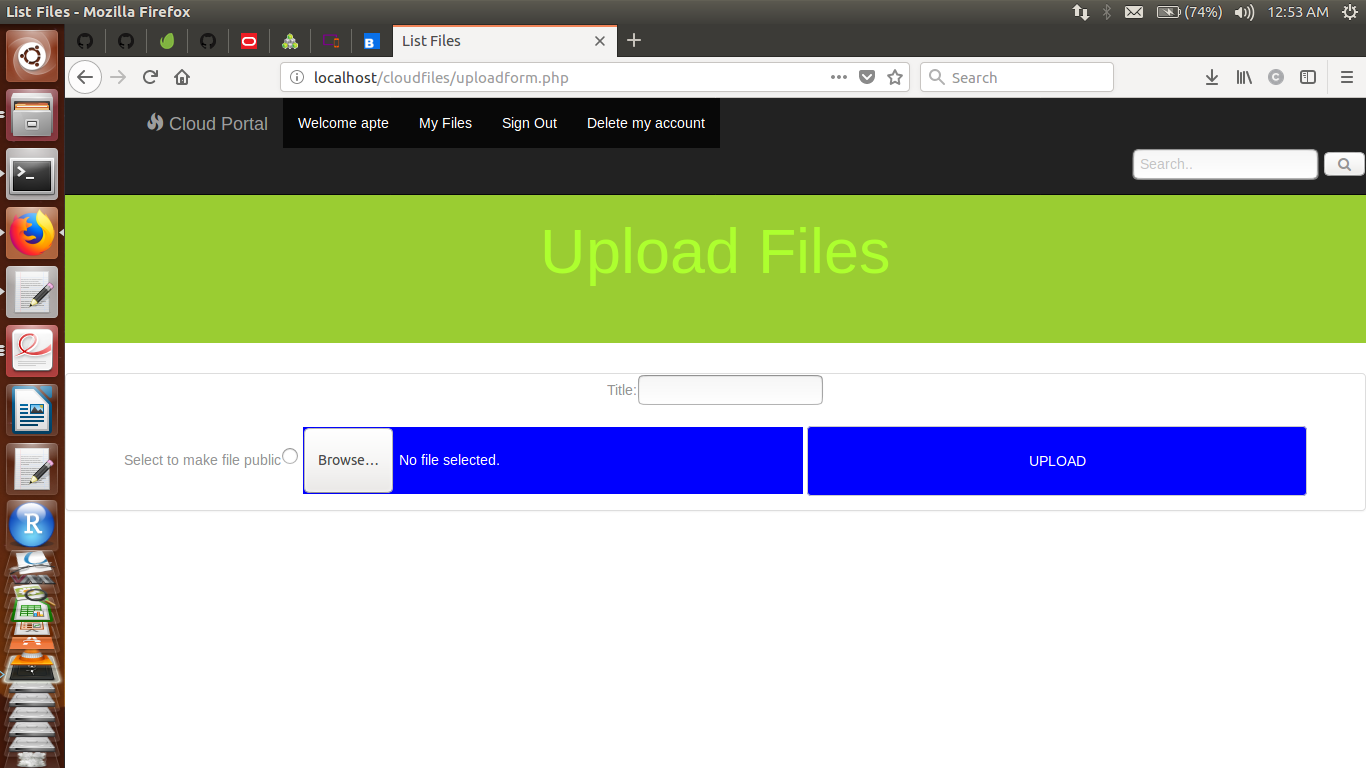 List Files - Mozilla Firefox
(74%) 12:53 AM
List Files
localhost/cloudfiles/uploadform.php
Search
Cloud Portal Welcome apte My Files Sign Out Delete my account
Search..
Upload Files
Title:
Select to make file public Browse... No file selected. UPLOAD